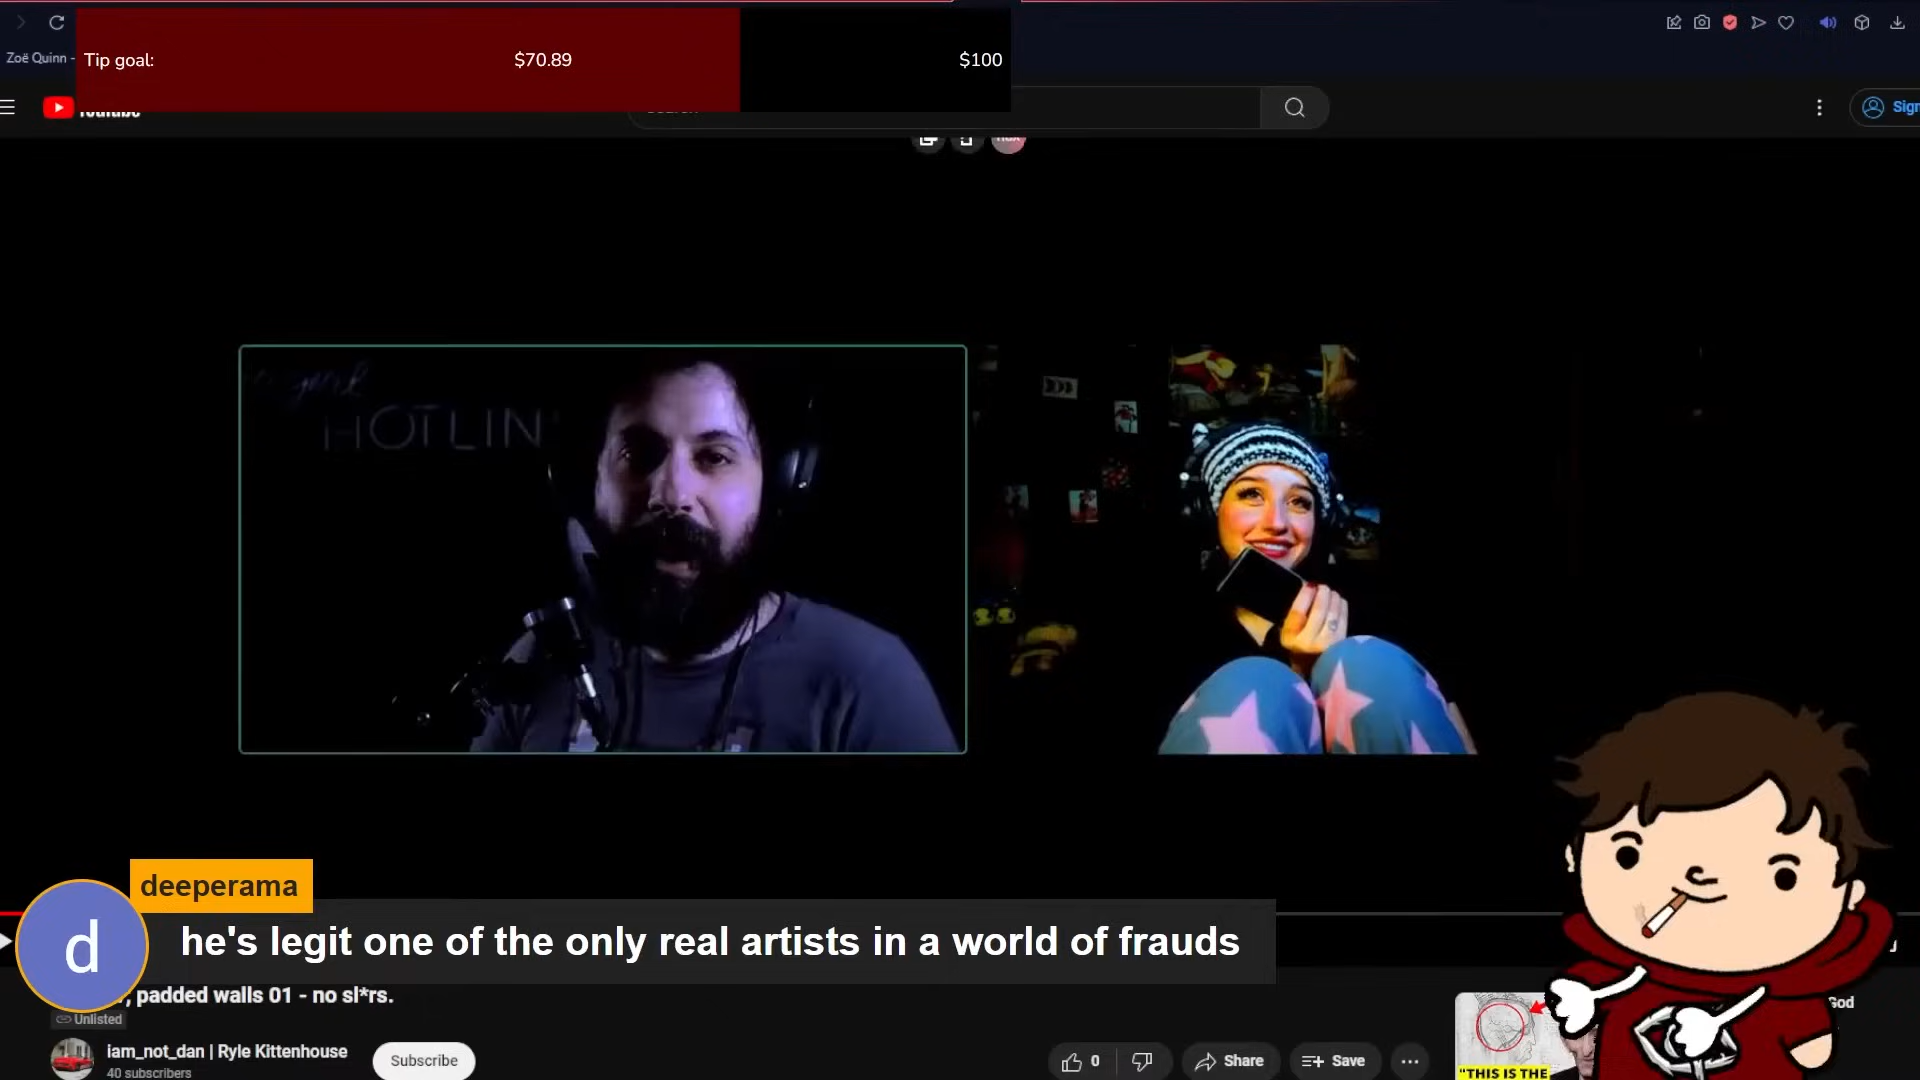 Zoë Quinn -
Tip goal:
$70.89
$100
Sign
HOTLIN
deeperama
d
he's legit one of the only real artists in a world of frauds
, padded walls 01 - no sl*rs.
Unlisted
God
iam_not_dan | Ryle Kittenhouse
40 subscribers
Subscribe
0
Share
Save
"THIS IS THE